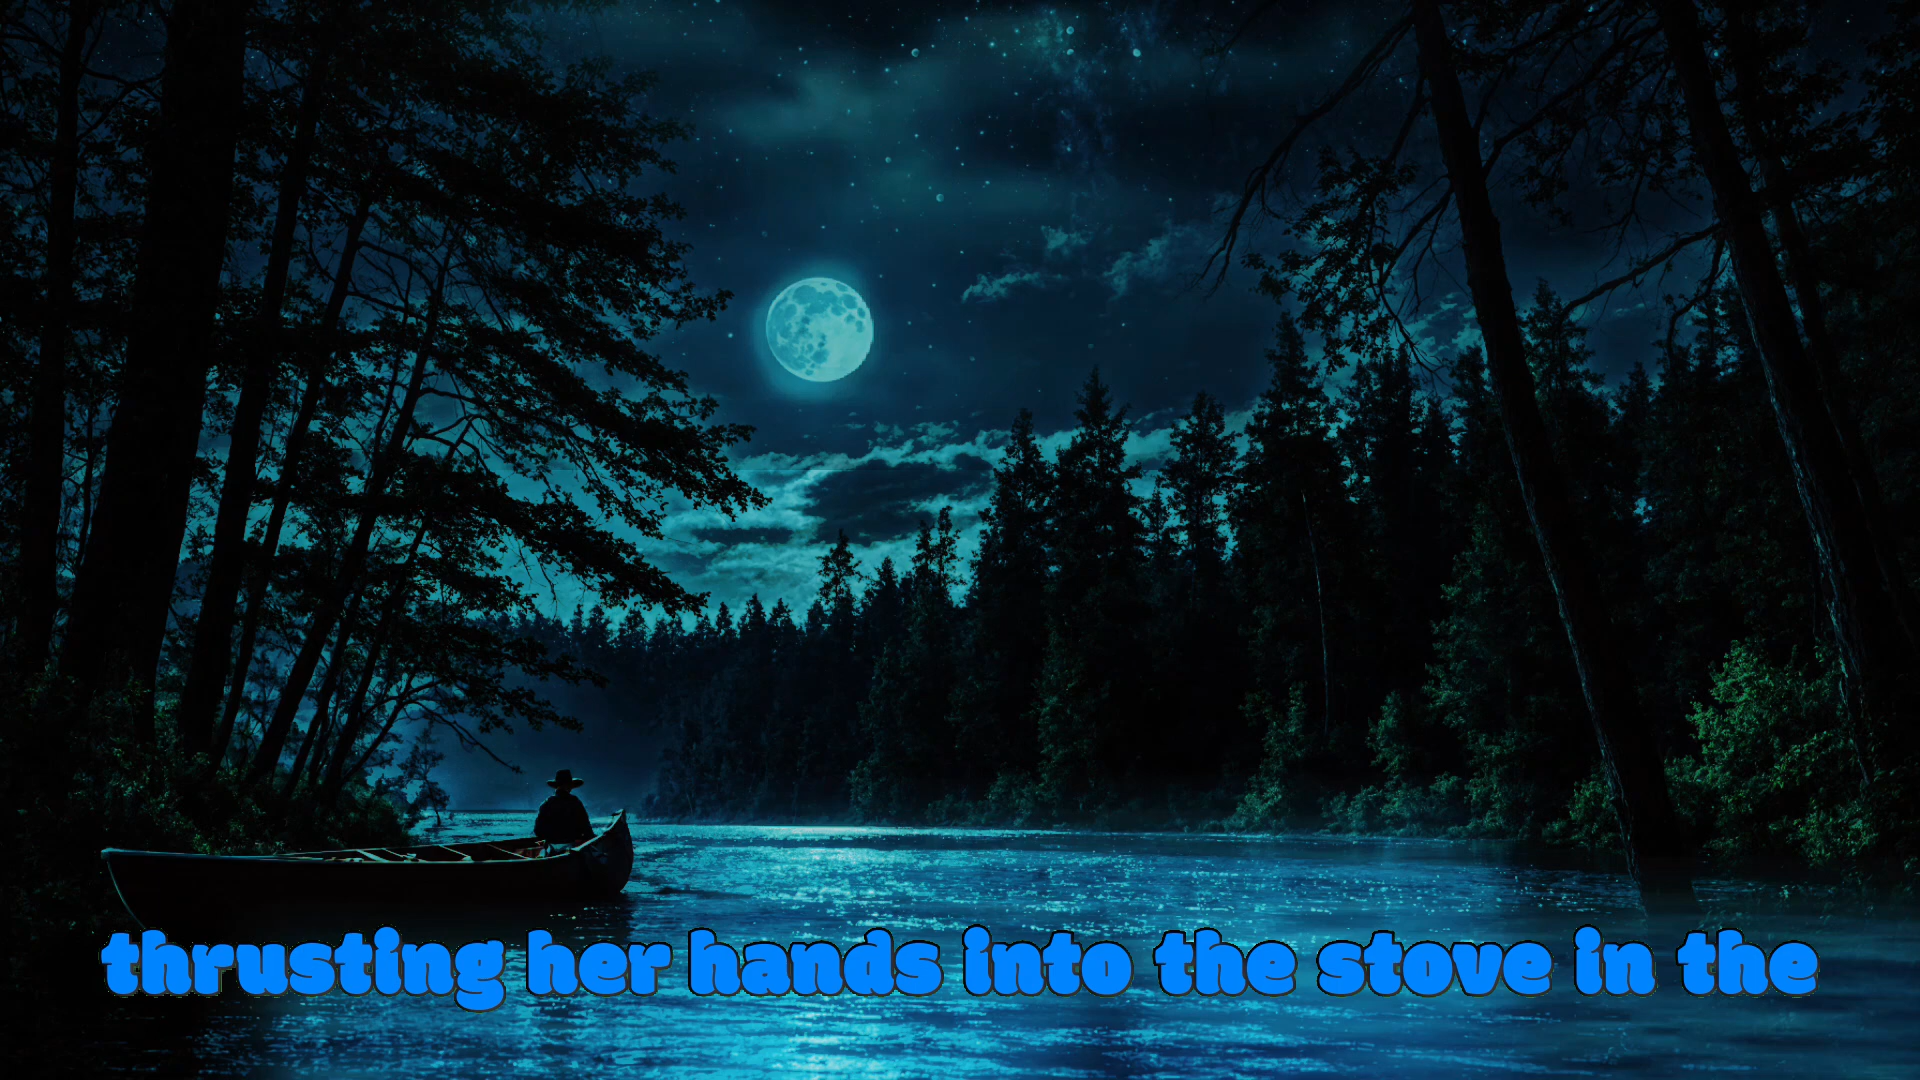 thrusting her hands into the stove in the